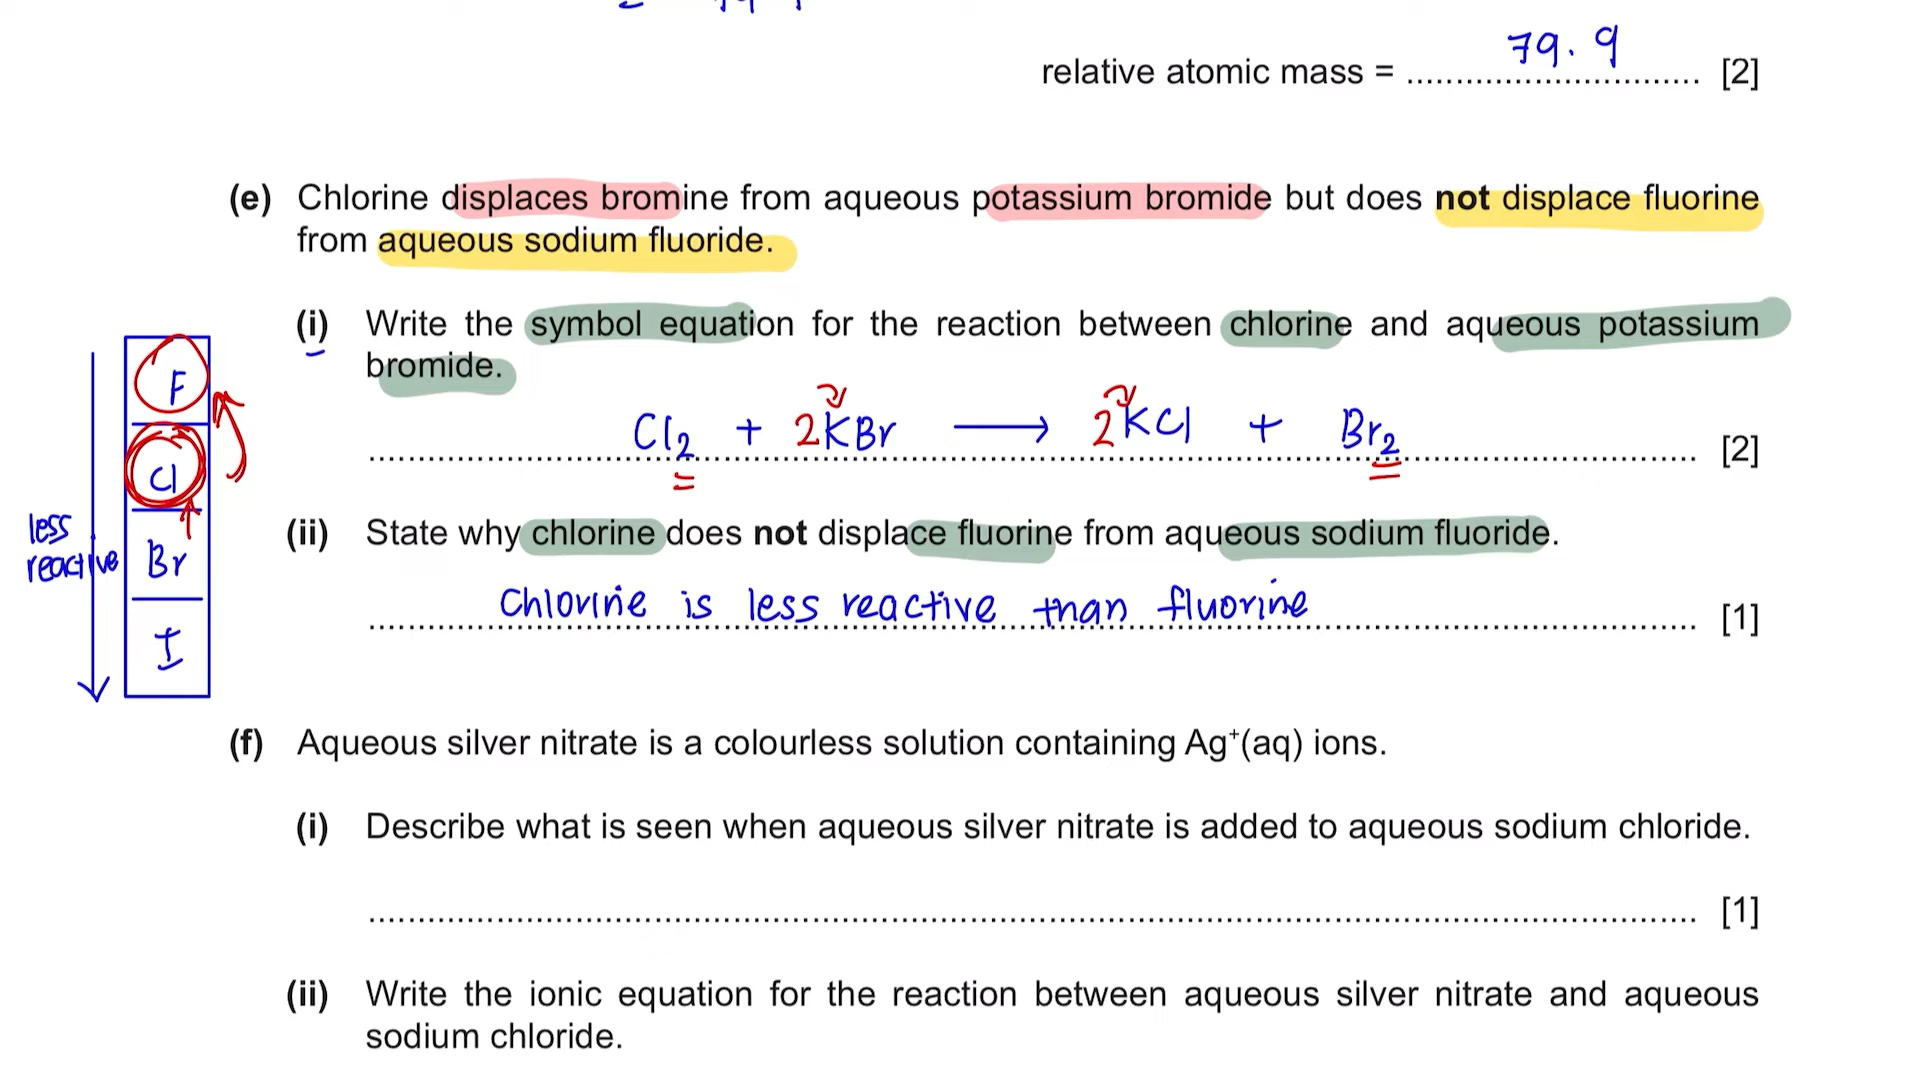 79.9
relative atomic mass = .............................. [2]
(e) Chlorine displaces bromine from aqueous potassium bromide but does not displace fluorine
from aqueous sodium fluoride.
(i) Write the symbol equation for the reaction between chlorine and aqueous potassium
bromide.
Cl₂ + 2KBr ⟶ 2KCl + Br₂
[2]
(ii) State why chlorine does not displace fluorine from aqueous sodium fluoride.
Chlorine is less reactive than fluorine
[1]
F
Cl
Br
I
less
reactive
(f) Aqueous silver nitrate is a colourless solution containing Ag⁺(aq) ions.
(i) Describe what is seen when aqueous silver nitrate is added to aqueous sodium chloride.
[1]
(ii) Write the ionic equation for the reaction between aqueous silver nitrate and aqueous
sodium chloride.